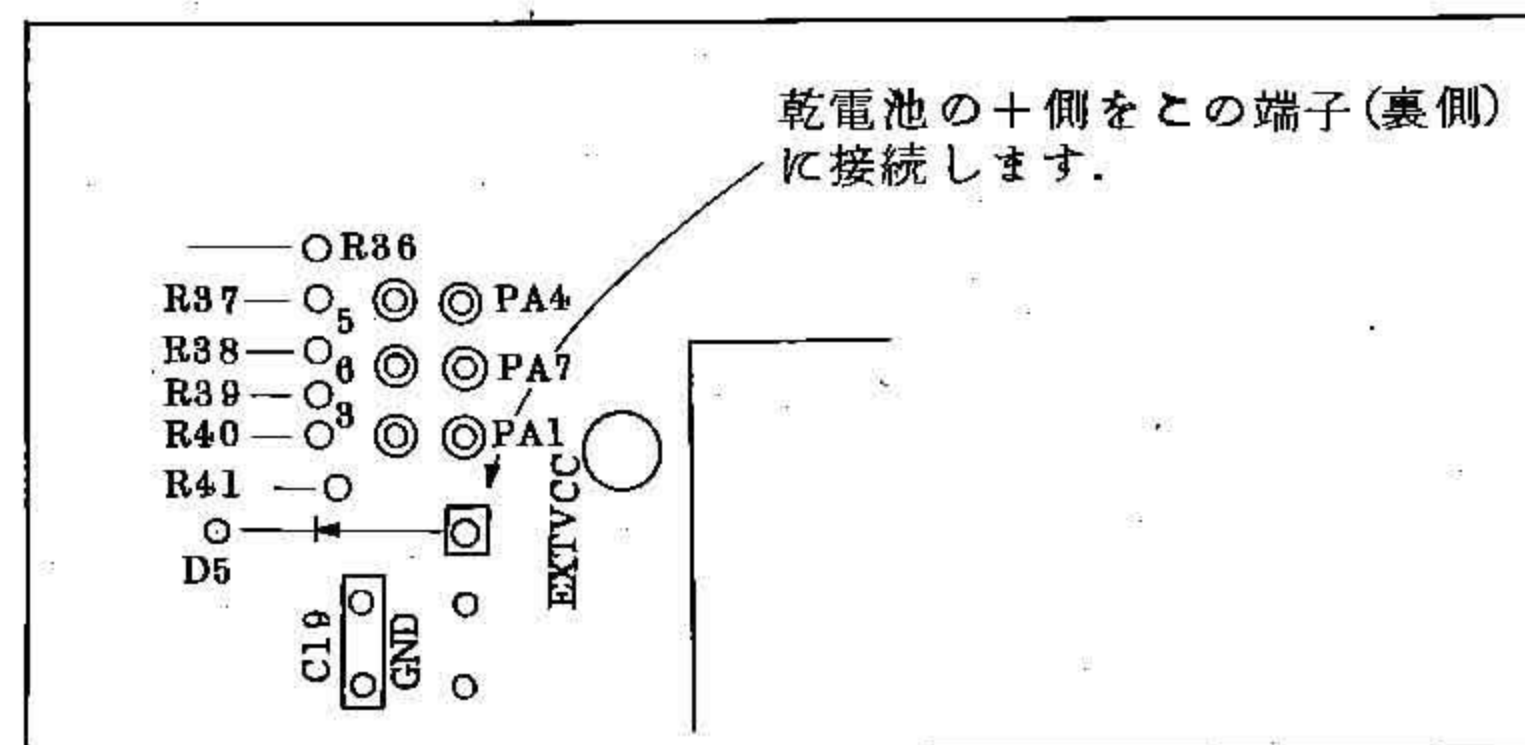 乾電池の＋側をこの端子(裏側)
に接続します.
R36
R37
5
PA4
R38
6
PA7
R39
3
R40
PA1
R41
EXTVCC
D5
C19
GND